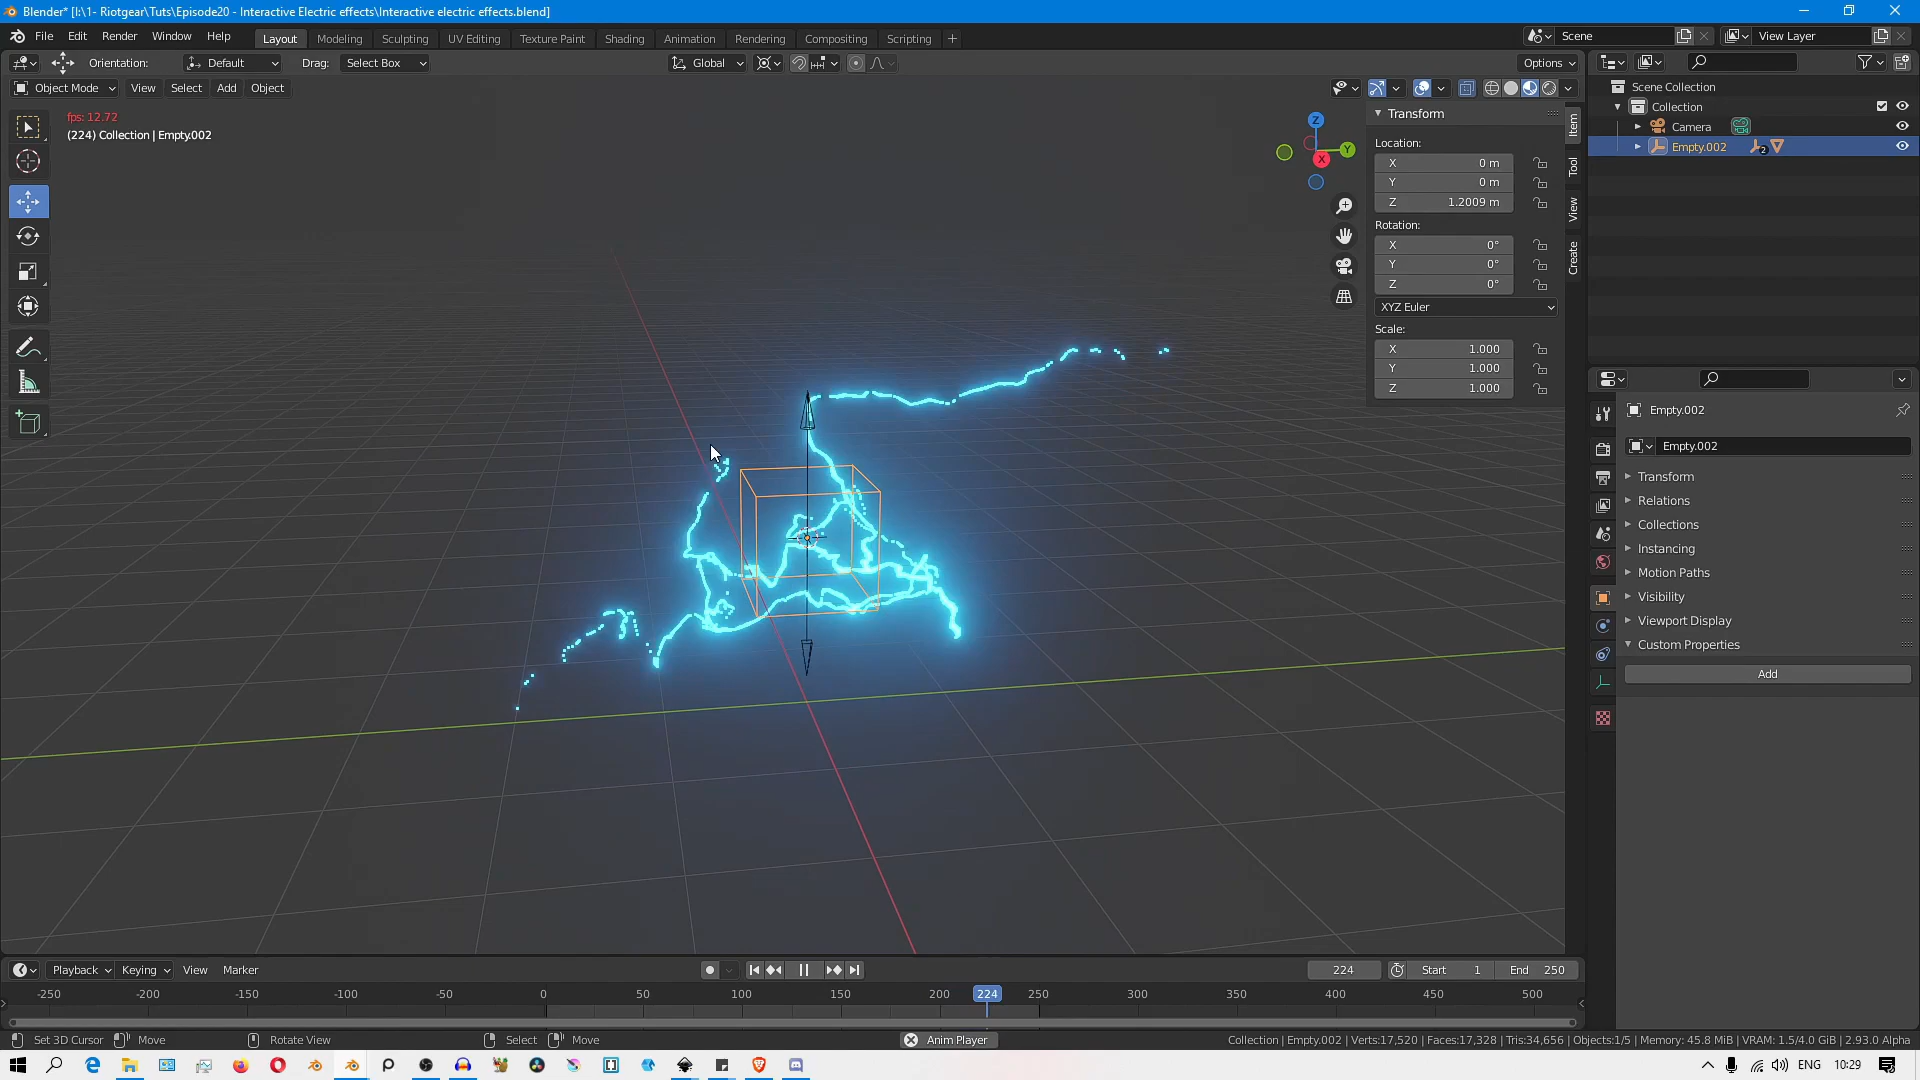 Blender* [I:\1- Riotgear\Tuts\Episode20 - Interactive Electric effects\Interactive electric effects.blend]
File Edit Render Window Help
Layout Modeling Sculpting UV Editing Texture Paint Shading Animation Rendering Compositing Scripting +
Scene
View Layer
Orientation: Default Drag: Select Box
Global
Options
Object Mode View Select Add Object
fps: 12.72
(224) Collection | Empty.002
Z
Y
X
Transform
Location:
X 0 m
Y 0 m
Z 1.2009 m
Rotation:
X 0°
Y 0°
Z 0°
XYZ Euler
Scale:
X 1.000
Y 1.000
Z 1.000
Item
Tool
View
Create
Scene Collection
Collection
Camera
Empty.002 2
Empty.002
Empty.002
Transform
Relations
Collections
Instancing
Motion Paths
Visibility
Viewport Display
Custom Properties
Add
Playback Keying View Marker
224 Start 1 End 250
-250 -200 -150 -100 -50 0 50 100 150 200 224 250 300 350 400 450 500
Set 3D Cursor Move Rotate View Select Move
Anim Player
Collection | Empty.002 | Verts:17,520 | Faces:17,328 | Tris:34,656 | Objects:1/5 | Memory: 45.8 MiB | VRAM: 1.5/4.0 GiB | 2.93.0 Alpha
ENG 10:29